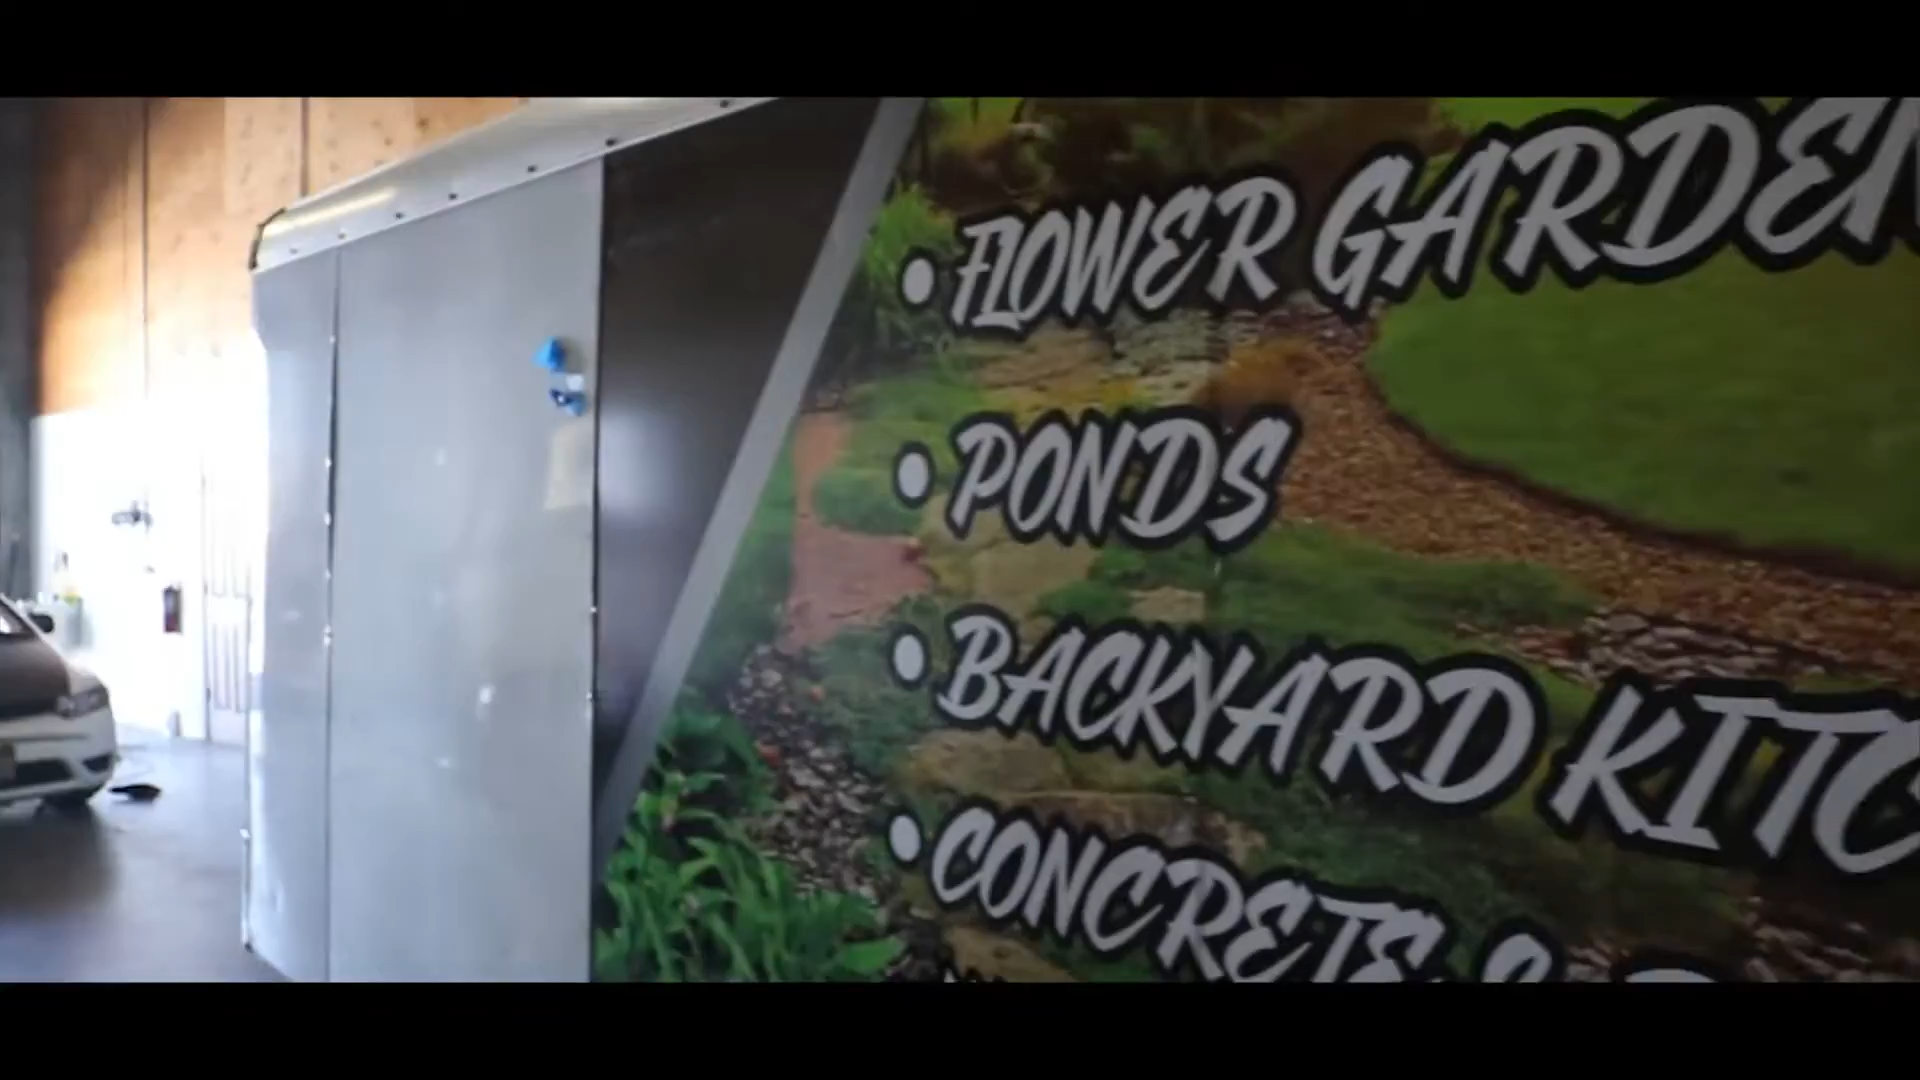 • FLOWER GARDEN
• PONDS
• BACKYARD KITC
• CONCRETE &